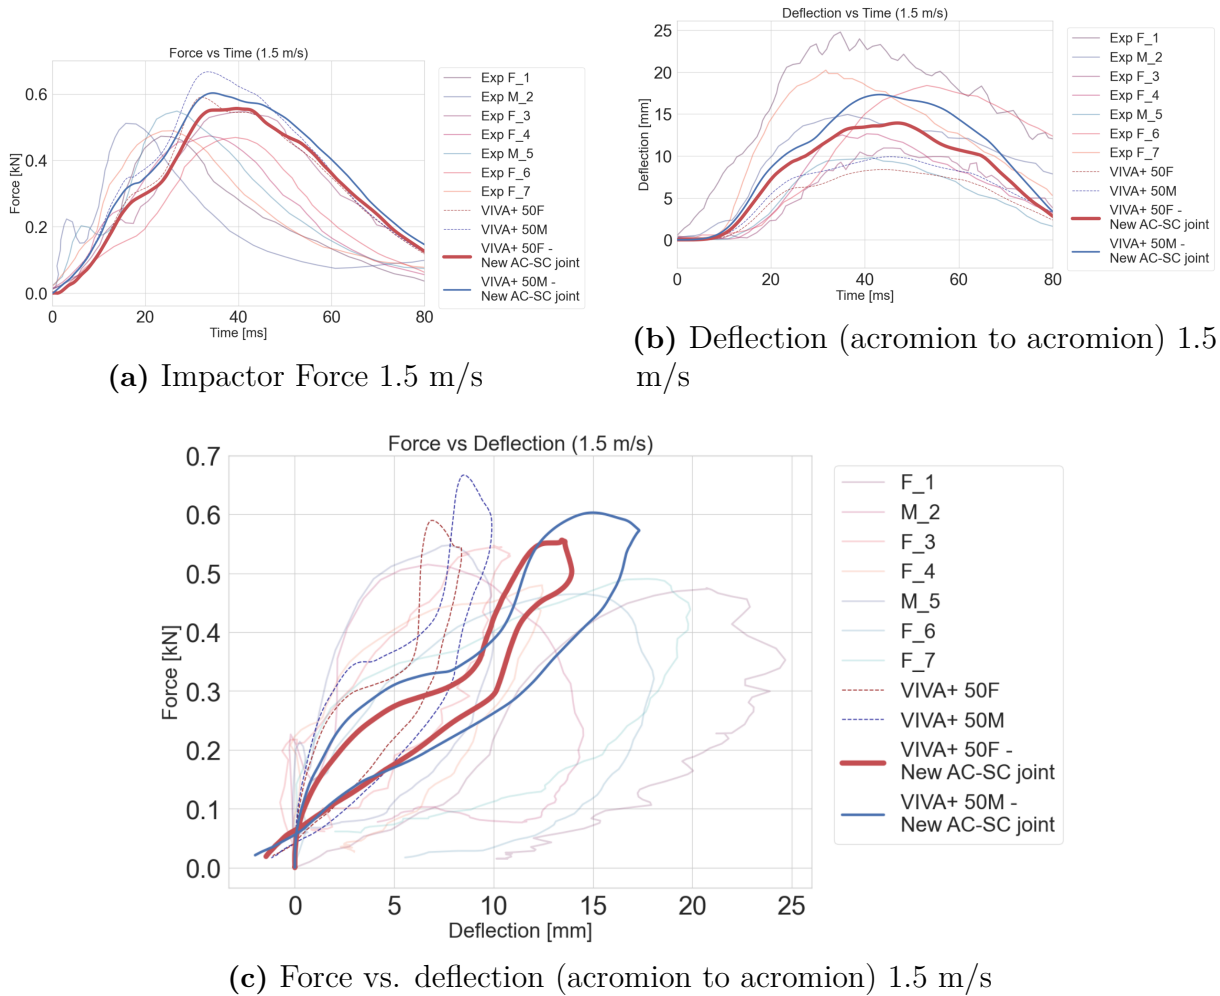 Force vs Time (1.5 m/s)
Force [kN]
0.6
0.4
0.2
0.0
0
20
40
60
80
Time [ms]
Exp F_1
Exp M_2
Exp F_3
Exp F_4
Exp M_5
Exp F_6
Exp F_7
VIVA+ 50F
VIVA+ 50M
VIVA+ 50F -
New AC-SC joint
VIVA+ 50M -
New AC-SC joint
(a) Impactor Force 1.5 m/s
Deflection vs Time (1.5 m/s)
Deflection [mm]
25
20
15
10
5
0
0
20
40
60
80
Time [ms]
Exp F_1
Exp M_2
Exp F_3
Exp F_4
Exp M_5
Exp F_6
Exp F_7
VIVA+ 50F
VIVA+ 50M
VIVA+ 50F -
New AC-SC joint
VIVA+ 50M -
New AC-SC joint
(b) Deflection (acromion to acromion) 1.5
m/s
Force vs Deflection (1.5 m/s)
Force [kN]
0.7
0.6
0.5
0.4
0.3
0.2
0.1
0.0
0
5
10
15
20
25
Deflection [mm]
F_1
M_2
F_3
F_4
M_5
F_6
F_7
VIVA+ 50F
VIVA+ 50M
VIVA+ 50F -
New AC-SC joint
VIVA+ 50M -
New AC-SC joint
(c) Force vs. deflection (acromion to acromion) 1.5 m/s